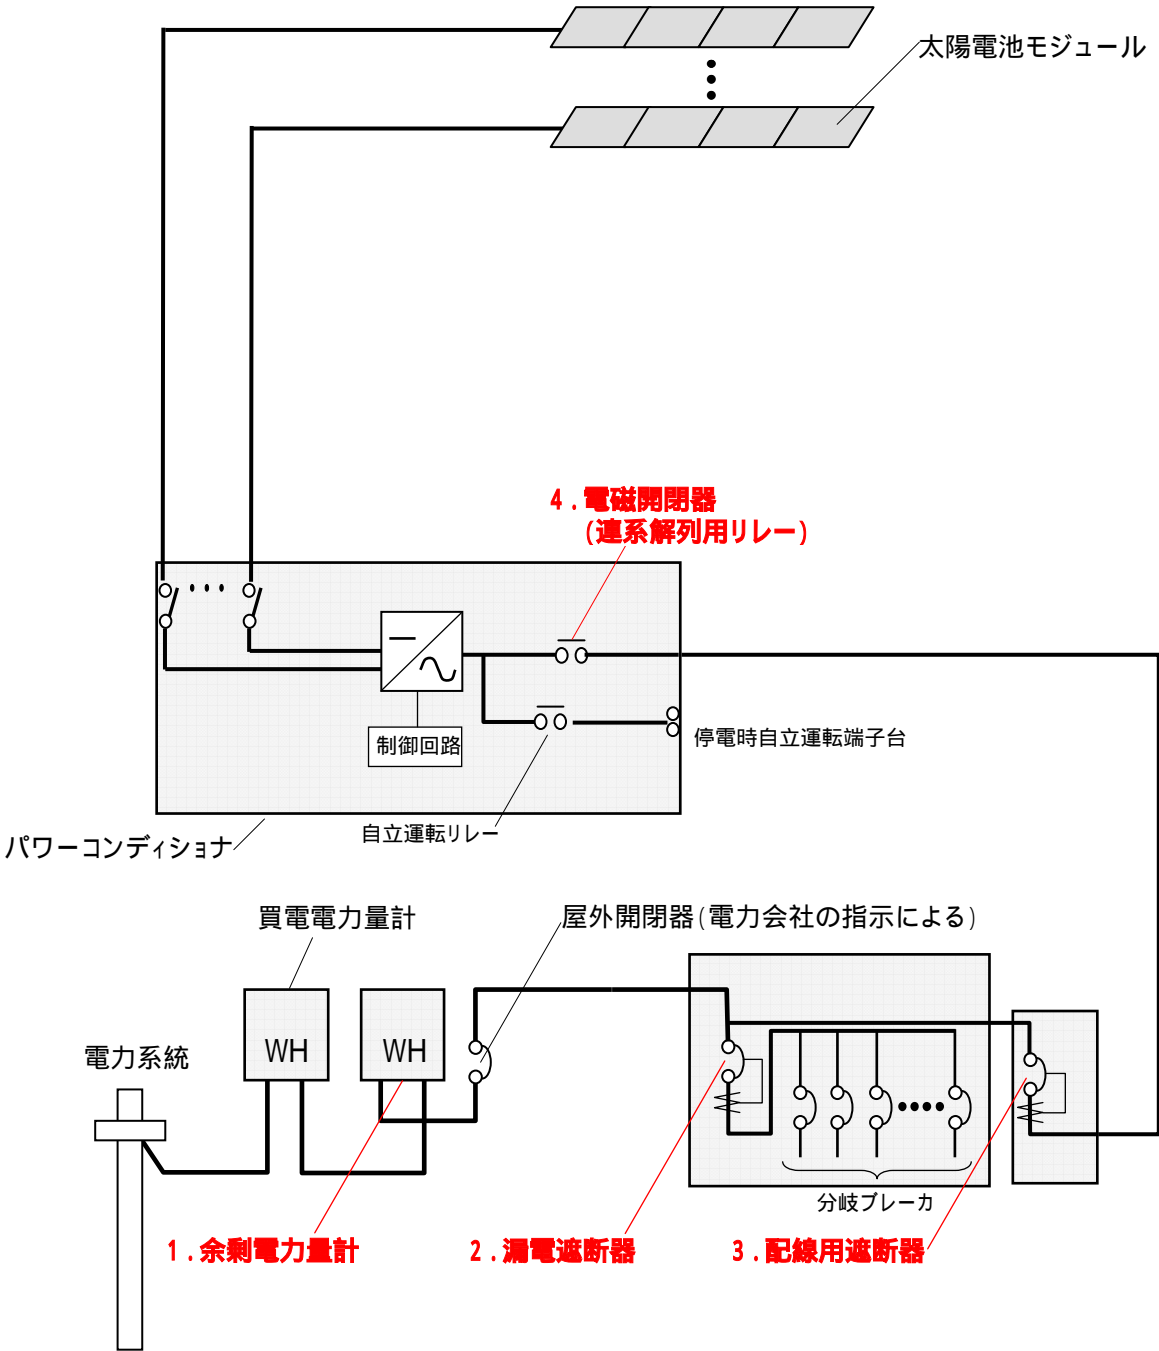 太陽電池モジュール
4.電磁開閉器
(連系解列用リレー)
制御回路
停電時自立運転端子台
自立運転リレー
パワーコンディショナ
買電電力量計
屋外開閉器(電力会社の指示による)
WH
WH
電力系統
分岐ブレーカ
1.余剰電力量計
2.漏電遮断器
3.配線用遮断器